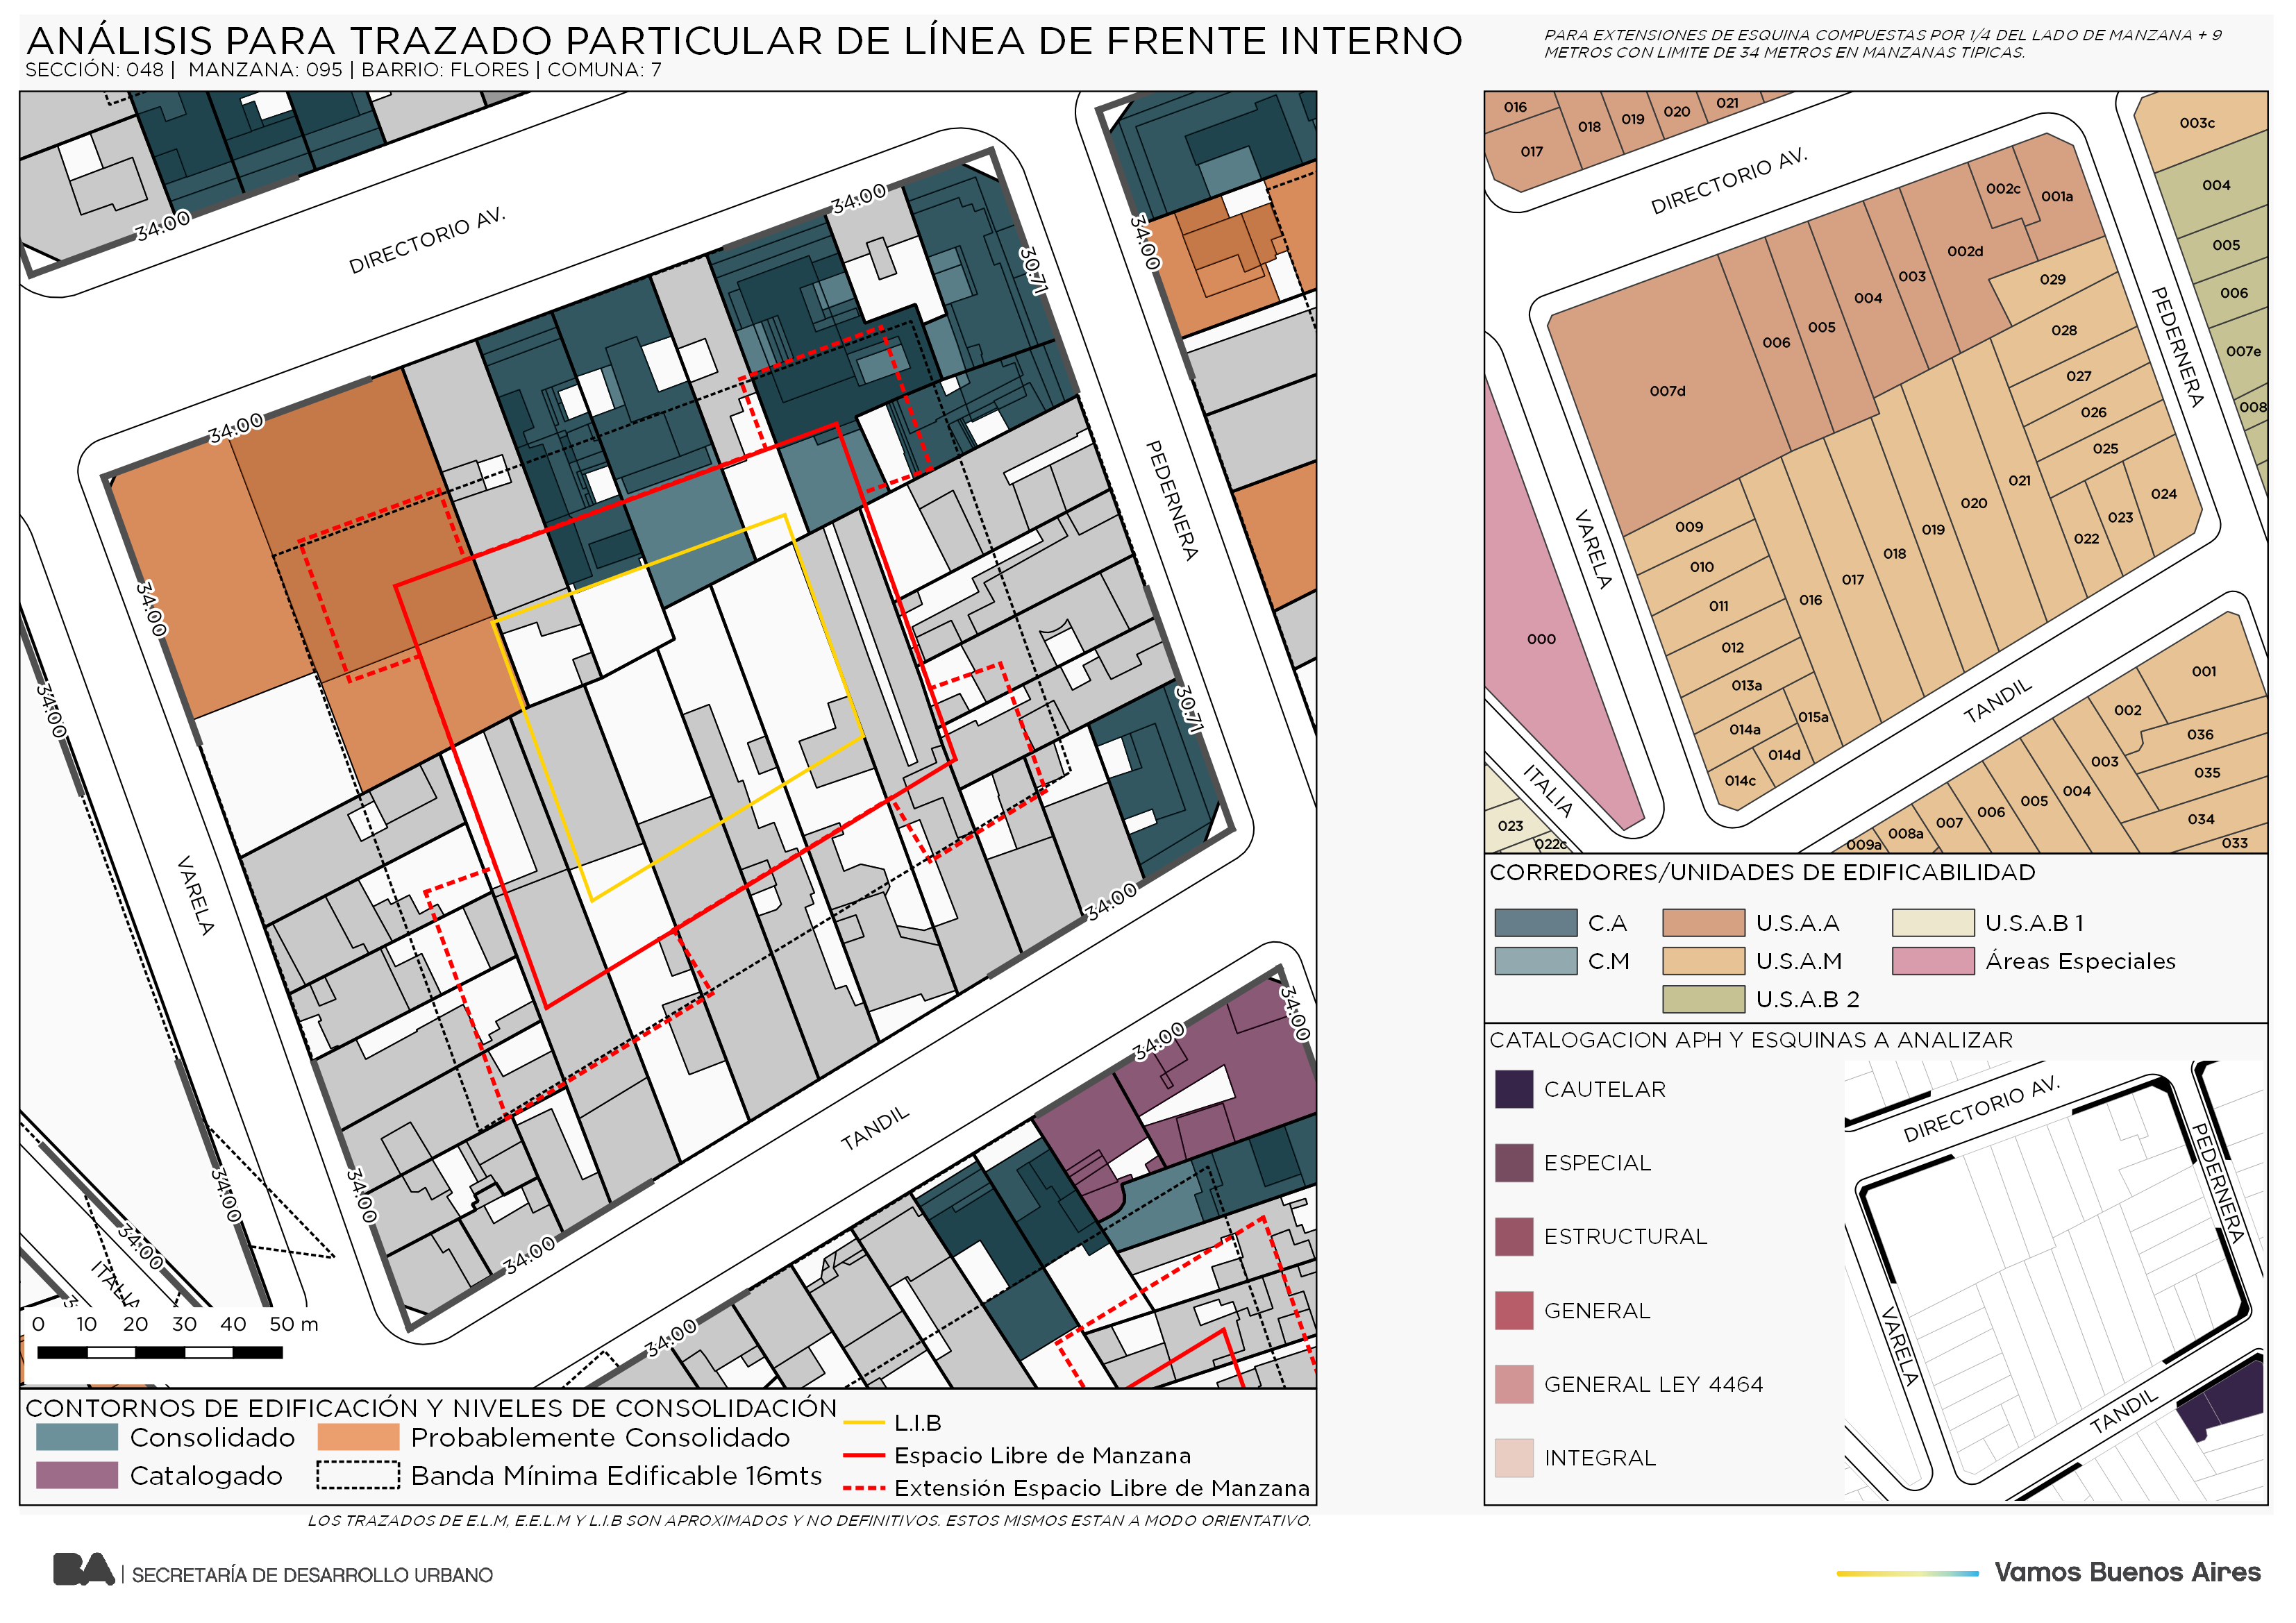 ANÁLISIS PARA TRAZADO PARTICULAR DE LÍNEA DE FRENTE INTERNO
SECCIÓN: 048 | MANZANA: 095 | BARRIO: FLORES | COMUNA: 7
PARA EXTENSIONES DE ESQUINA COMPUESTAS POR 1/4 DEL LADO DE MANZANA + 9
METROS CON LIMITE DE 34 METROS EN MANZANAS TIPICAS.
34:00
DIRECTORIO AV.
34:00
30.71
34:00
34:00
34:00
PEDERNERA
34:00
30.71
VARELA
34:00
TANDIL
34:00
34:00
34:00
34:00
34:00
34:00
34:00
ITALIA
0 10 20 30 40 50 m
CONTORNOS DE EDIFICACIÓN Y NIVELES DE CONSOLIDACIÓN
Consolidado
Probablemente Consolidado
Catalogado
Banda Mínima Edificable 16mts
L.I.B
Espacio Libre de Manzana
Extensión Espacio Libre de Manzana
016
017
018
019
020
021
003c
004
005
006
007e
008
DIRECTORIO AV.
002c
001a
002d
003
004
005
006
007d
029
028
027
026
025
024
023
022
021
020
019
018
017
016
009
010
011
012
013a
014a
015a
014d
014c
000
VARELA
PEDERNERA
TANDIL
ITALIA
023
022c
001
002
036
003
035
004
005
034
006
007
008a
009a
033
CORREDORES/UNIDADES DE EDIFICABILIDAD
C.A
U.S.A.A
U.S.A.B 1
C.M
U.S.A.M
Áreas Especiales
U.S.A.B 2
CATALOGACION APH Y ESQUINAS A ANALIZAR
CAUTELAR
ESPECIAL
ESTRUCTURAL
GENERAL
GENERAL LEY 4464
INTEGRAL
DIRECTORIO AV.
PEDERNERA
VARELA
TANDIL
LOS TRAZADOS DE E.L.M, E.E.L.M Y L.I.B SON APROXIMADOS Y NO DEFINITIVOS. ESTOS MISMOS ESTAN A MODO ORIENTATIVO.
BA | SECRETARÍA DE DESARROLLO URBANO
Vamos Buenos Aires